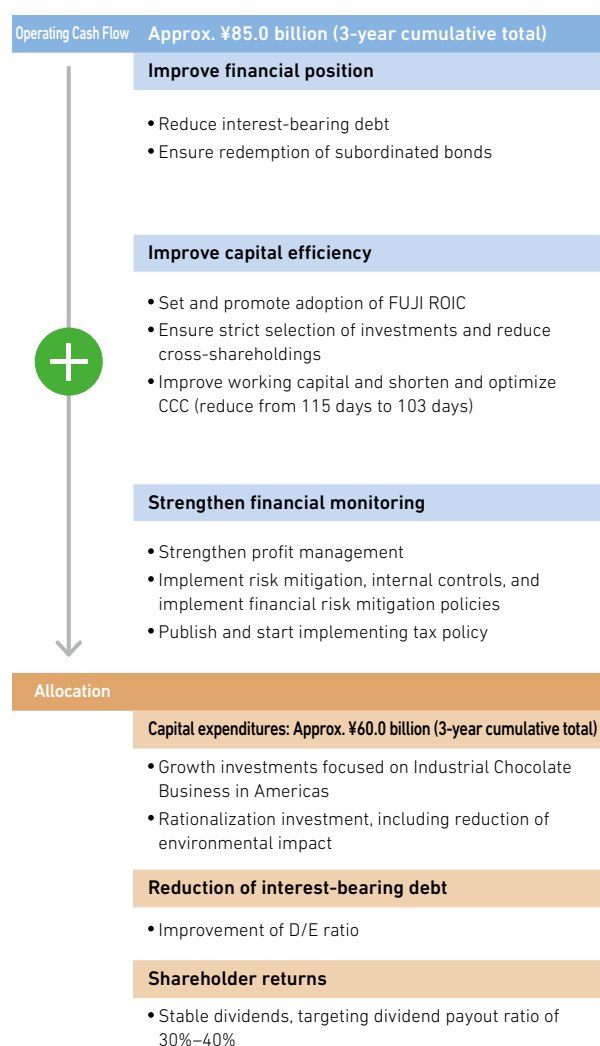 Operating Cash Flow Approx. ¥85.0 billion (3-year cumulative total)
Improve financial position
• Reduce interest-bearing debt
• Ensure redemption of subordinated bonds
Improve capital efficiency
• Set and promote adoption of FUJI ROIC
• Ensure strict selection of investments and reduce
cross-shareholdings
• Improve working capital and shorten and optimize
CCC (reduce from 115 days to 103 days)
Strengthen financial monitoring
• Strengthen profit management
• Implement risk mitigation, internal controls, and
implement financial risk mitigation policies
• Publish and start implementing tax policy
Allocation
Capital expenditures: Approx. ¥60.0 billion (3-year cumulative total)
• Growth investments focused on Industrial Chocolate
Business in Americas
• Rationalization investment, including reduction of
environmental impact
Reduction of interest-bearing debt
• Improvement of D/E ratio
Shareholder returns
• Stable dividends, targeting dividend payout ratio of
30%–40%